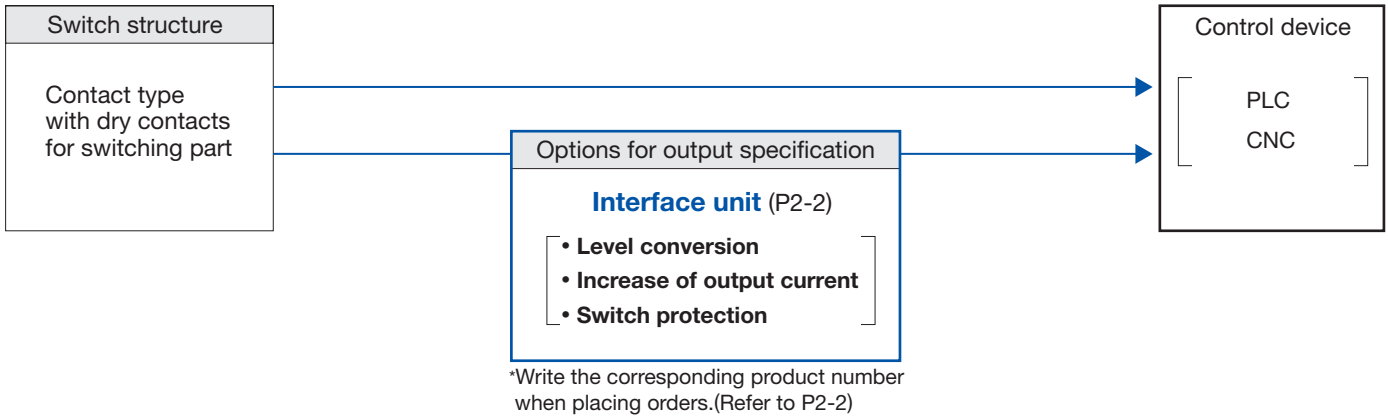 Switch structure
Contact type
with dry contacts
for switching part
Options for output specification
Interface unit (P2-2)
• Level conversion
• Increase of output current
• Switch protection
*Write the corresponding product number
when placing orders.(Refer to P2-2)
Control device
PLC
CNC